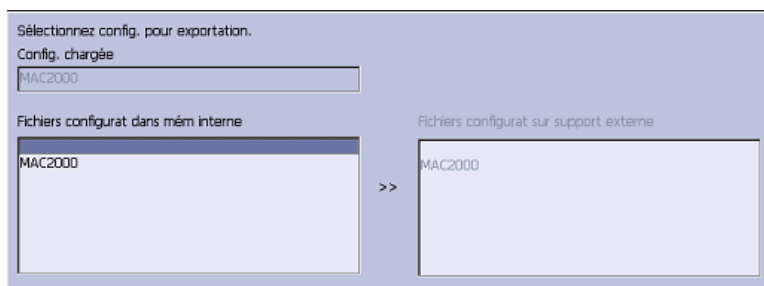 Sélectionnez config. pour exportation.
Config. chargée
MAC2000
Fichiers configurat dans mém interne
Fichiers configurat sur support externe
MAC2000
>>
MAC2000